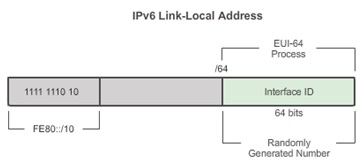 IPv6 Link-Local Address
EUI-64
Process
/64
1111 1110 10
Interface ID
64 bits
FE80::/10
Randomly
Generated Number